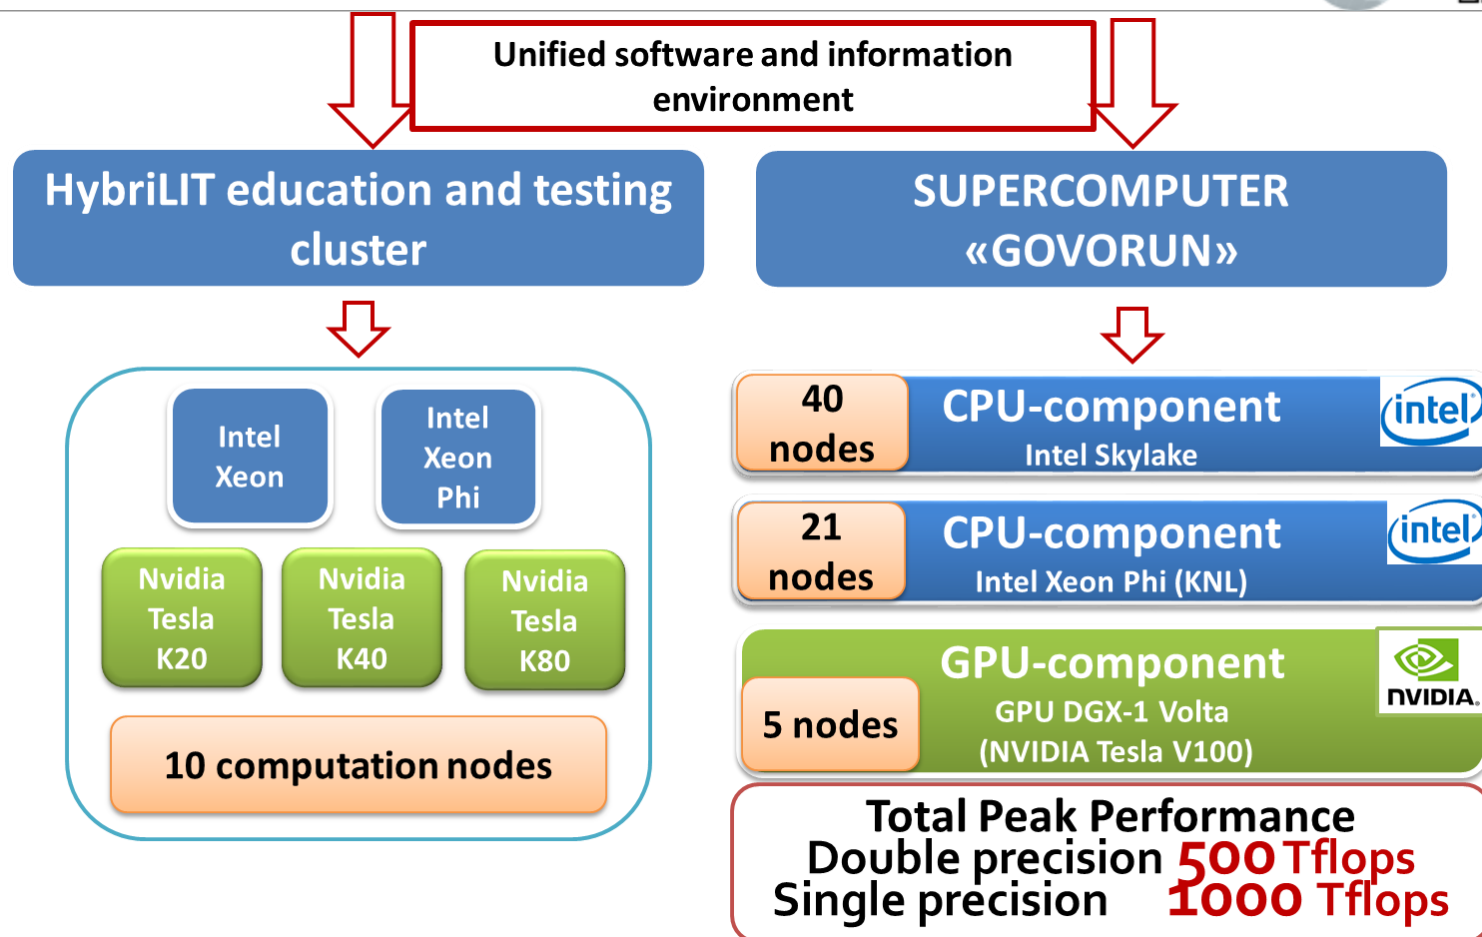 Unified software and information
environment
HybriLIT education and testing
cluster
SUPERCOMPUTER
«GOVORUN»
Intel
Xeon
Intel
Xeon
Phi
Nvidia
Tesla
K20
Nvidia
Tesla
K40
Nvidia
Tesla
K80
10 computation nodes
40
nodes
CPU-component
Intel Skylake
intel
21
nodes
CPU-component
Intel Xeon Phi (KNL)
intel
5 nodes
GPU-component
GPU DGX-1 Volta
(NVIDIA Tesla V100)
NVIDIA.
Total Peak Performance
Double precision 500 Tflops
Single precision 1000 Tflops